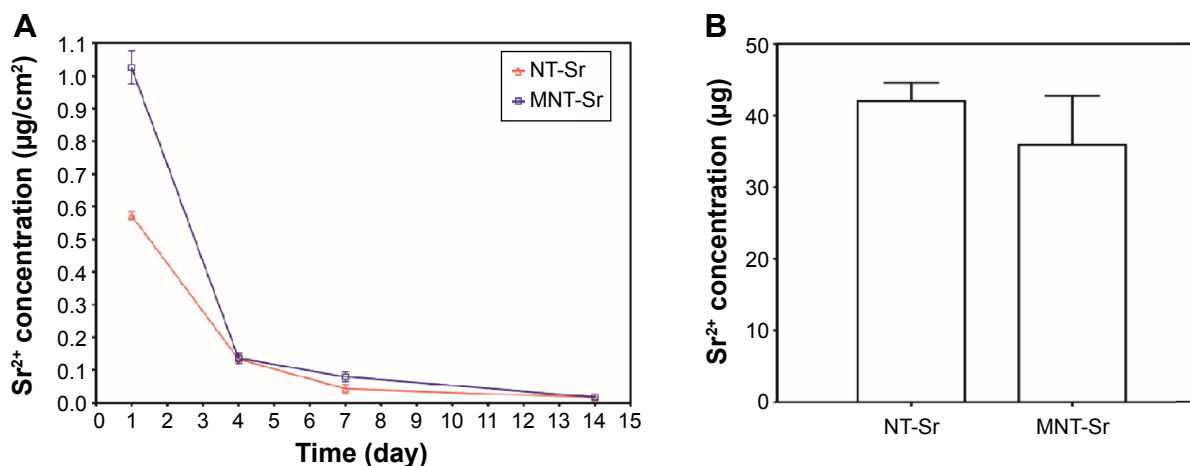 A
Sr²⁺ concentration (µg/cm²)
1.1
1.0
0.9
0.8
0.7
0.6
0.5
0.4
0.3
0.2
0.1
0.0
0 1 2 3 4 5 6 7 8 9 10 11 12 13 14 15
Time (day)
NT-Sr
MNT-Sr
B
Sr²⁺ concentration (µg)
50
40
30
20
10
0
NT-Sr MNT-Sr